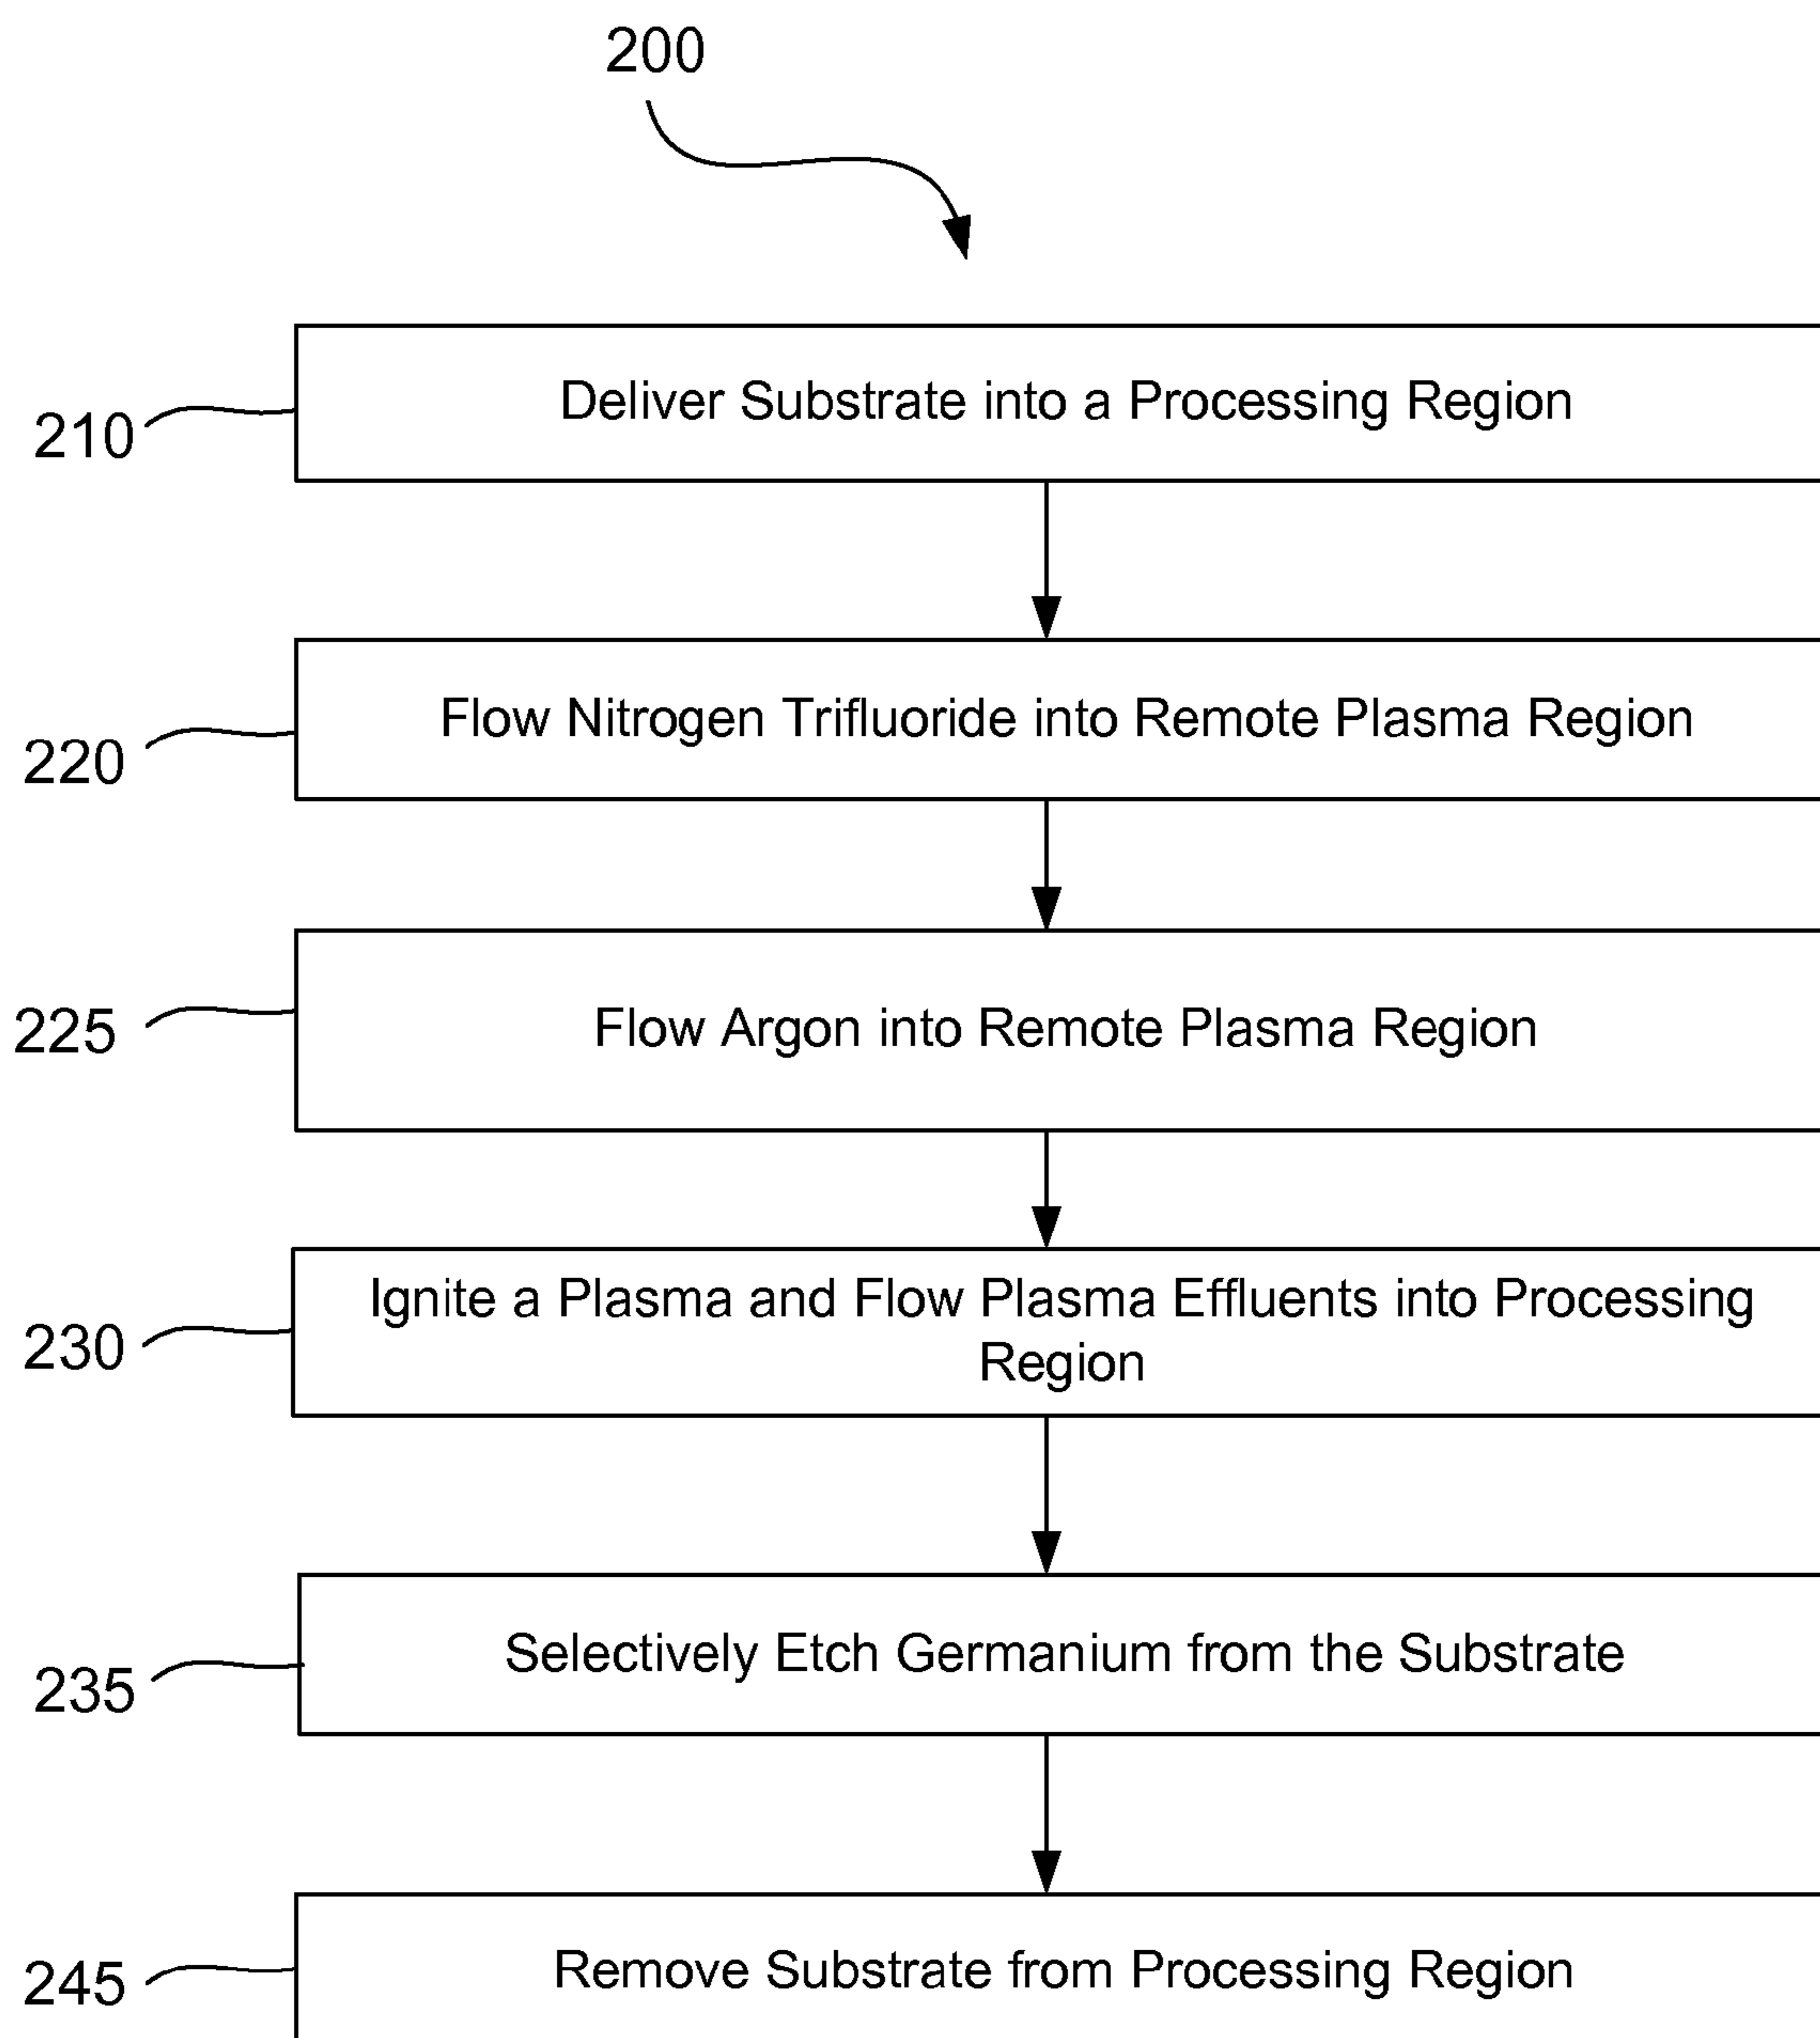 200
210
Deliver Substrate into a Processing Region
220
Flow Nitrogen Trifluoride into Remote Plasma Region
225
Flow Argon into Remote Plasma Region
230
Ignite a Plasma and Flow Plasma Effluents into Processing
Region
235
Selectively Etch Germanium from the Substrate
245
Remove Substrate from Processing Region